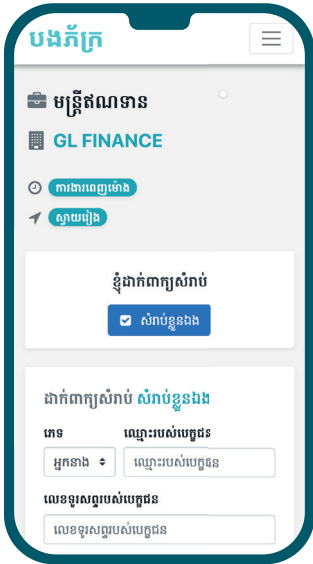 បងភ័ក្រ
មន្ត្រីឥណទាន
GL FINANCE
ការងារពេញម៉ោង
ស្វាយរៀង
ខ្ញុំដាក់ពាក្យសំរាប់
សំរាប់ខ្លួនឯង
ដាក់ពាក្យសំរាប់ សំរាប់ខ្លួនឯង
ភេទ ឈ្មោះរបស់បេក្ខជន
អ្នកនាង ឈ្មោះរបស់បេក្ខជន
លេខទូរសព្ទរបស់បេក្ខជន
លេខទូរសព្ទរបស់បេក្ខជន